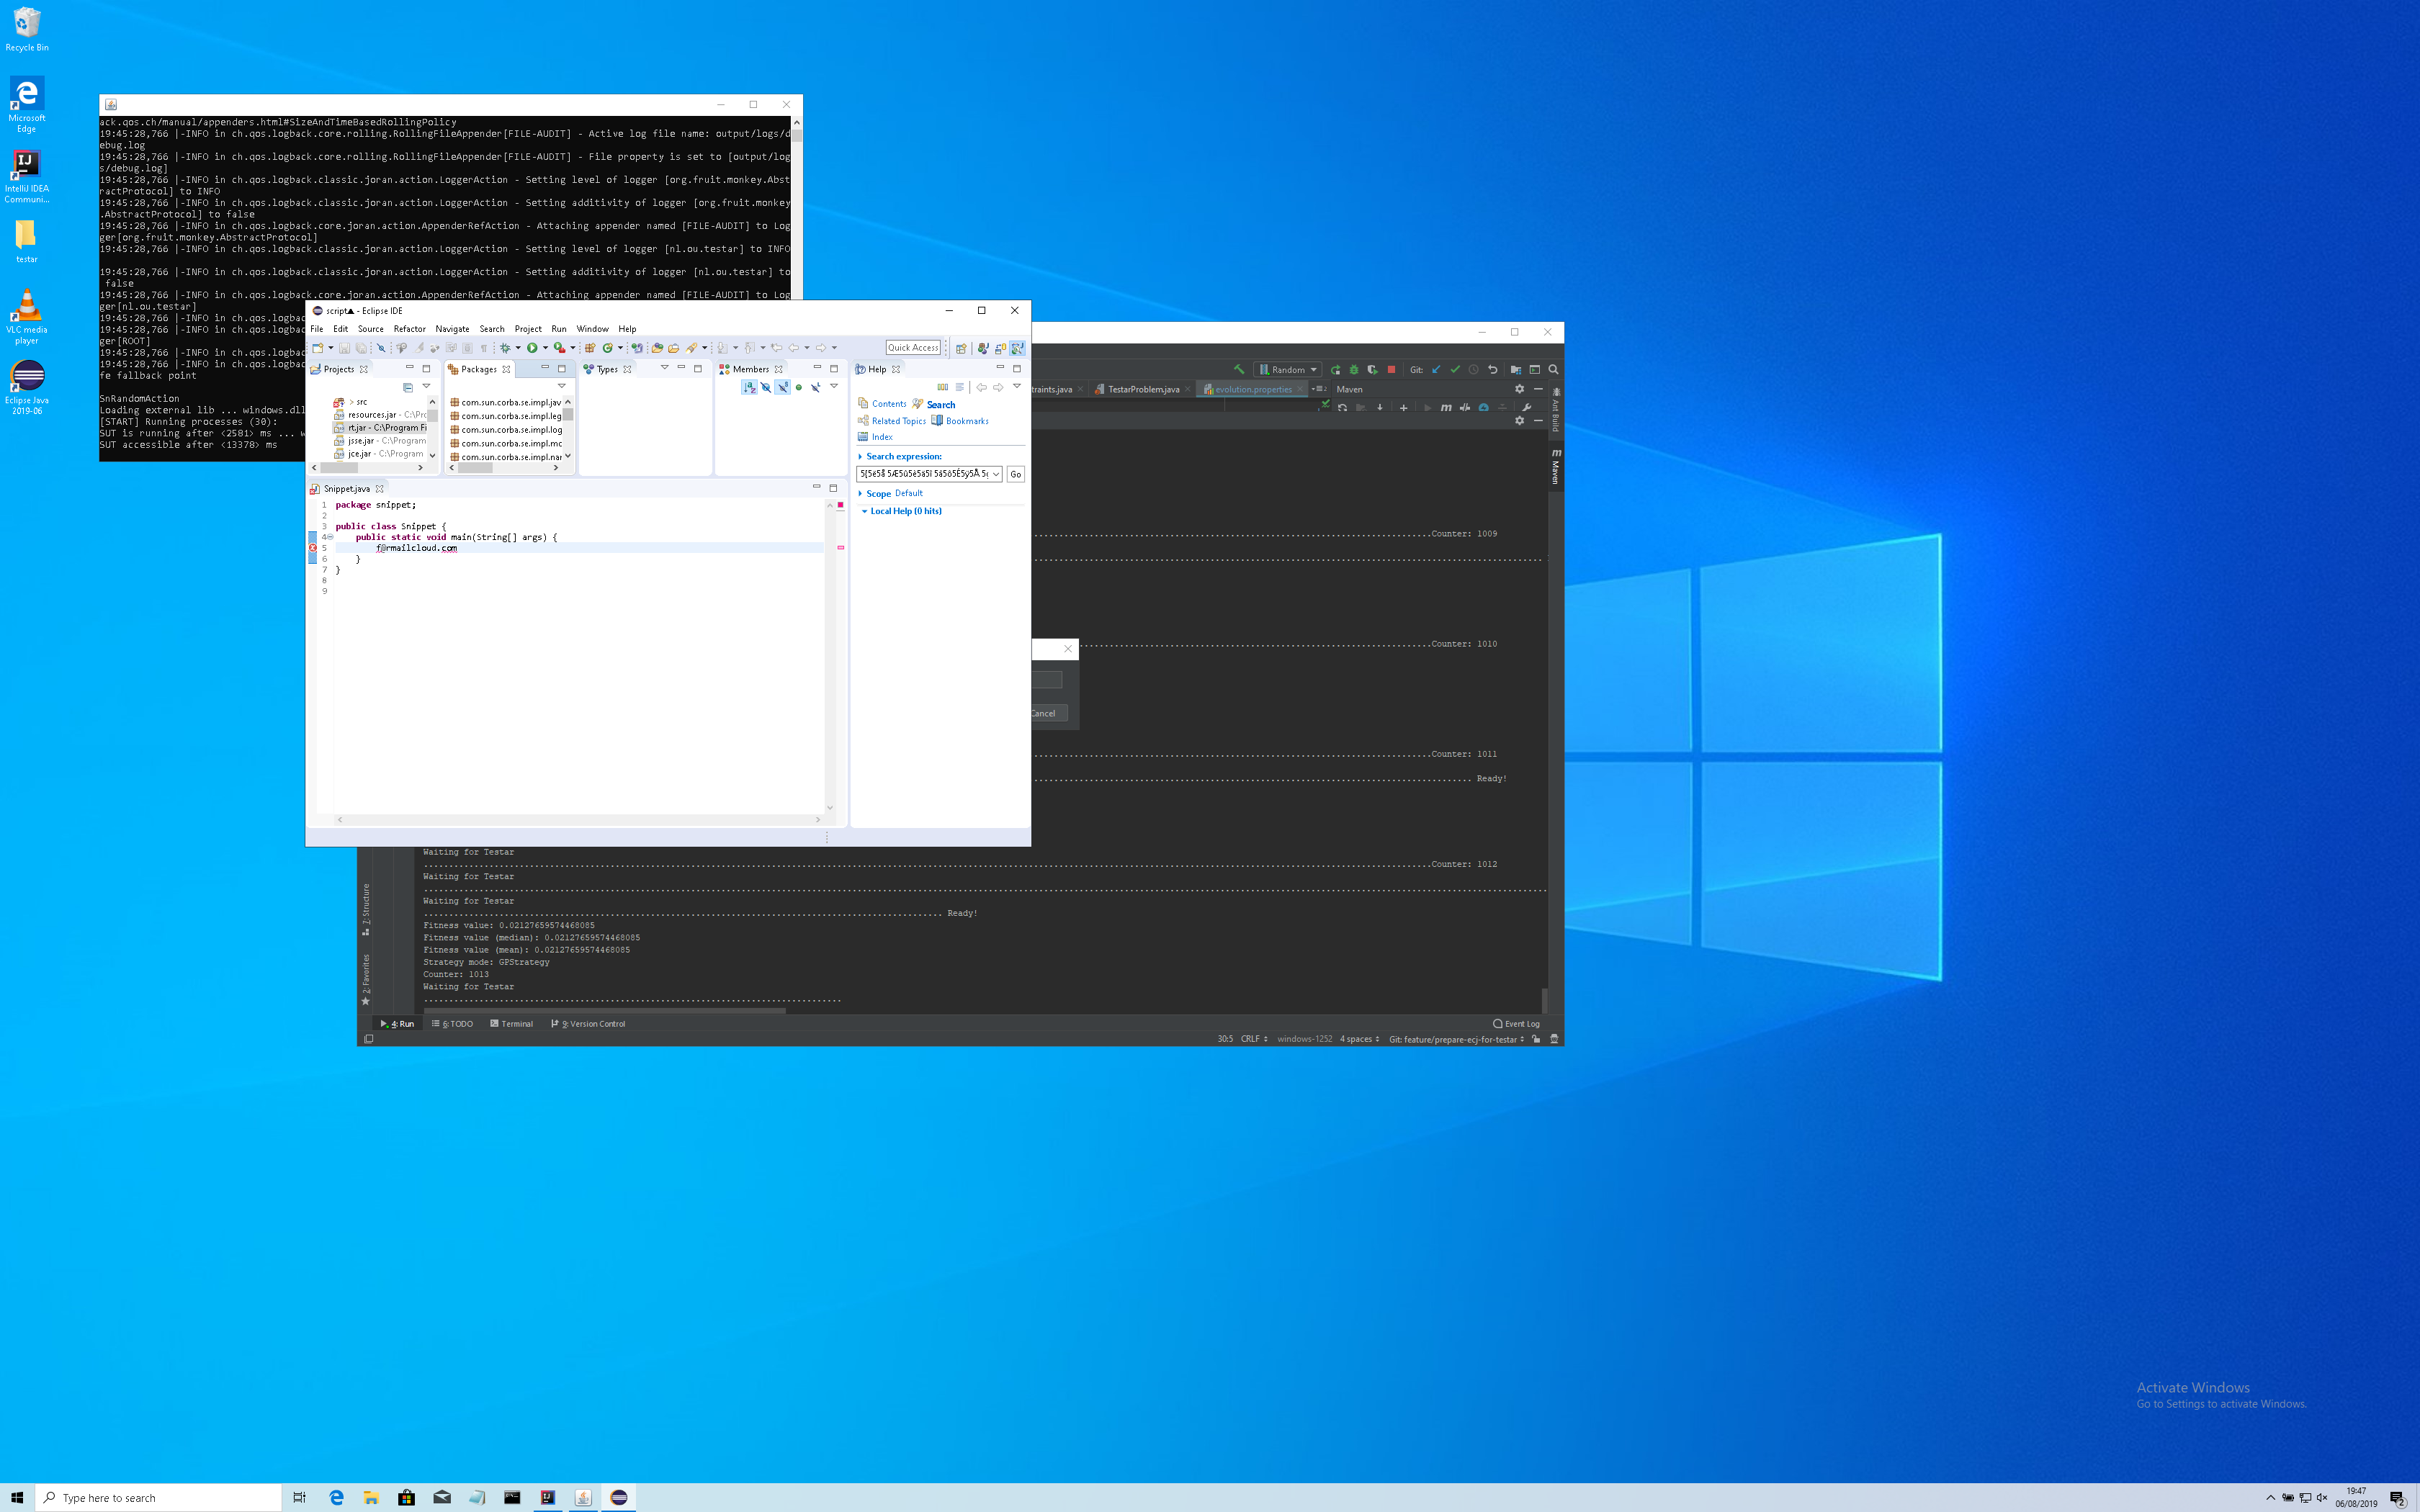 Recycle Bin
Microsoft
Edge
IntelliJ IDEA
Communi...
testar
VLC media
player
Eclipse Java
2019-06
ack.qos.ch/manual/appenders.html#SizeAndTimeBasedRollingPolicy
19:45:28,766 |-INFO in ch.qos.logback.core.rolling.RollingFileAppender[FILE-AUDIT] - Active log file name: output/logs/d
ebug.log
19:45:28,766 |-INFO in ch.qos.logback.core.rolling.RollingFileAppender[FILE-AUDIT] - File property is set to [output/log
s/debug.log]
19:45:28,766 |-INFO in ch.qos.logback.classic.joran.action.LoggerAction - Setting level of logger [org.fruit.monkey.Abst
ractProtocol] to INFO
19:45:28,766 |-INFO in ch.qos.logback.classic.joran.action.LoggerAction - Setting additivity of logger [org.fruit.monkey
.AbstractProtocol] to false
19:45:28,766 |-INFO in ch.qos.logback.core.joran.action.AppenderRefAction - Attaching appender named [FILE-AUDIT] to Log
ger[org.fruit.monkey.AbstractProtocol]
19:45:28,766 |-INFO in ch.qos.logback.classic.joran.action.LoggerAction - Setting level of logger [nl.ou.testar] to INFO
19:45:28,766 |-INFO in ch.qos.logback.classic.joran.action.LoggerAction - Setting additivity of logger [nl.ou.testar] to
false
19:45:28,766 |-INFO in ch.qos.logback.core.joran.action.AppenderRefAction - Attaching appender named [FILE-AUDIT] to Log
ger[nl.ou.testar]
19:45:28,766 |-INFO in ch.qos.logbac
19:45:28,766 |-INFO in ch.qos.logbac
ger[ROOT]
19:45:28,766 |-INFO in ch.qos.logbac
19:45:28,766 |-INFO in ch.qos.logbac
fe fallback point
SnRandomAction
Loading external lib ... windows.dll
[START] Running processes (30):
SUT is running after <2581> ms ... w
SUT accessible after <13378> ms
script▲ - Eclipse IDE
File Edit Source Refactor Navigate Search Project Run Window Help
Quick Access
Projects
> src
resources.jar - C:\Prc
rt.jar - C:\Program Fi
jsse.jar - C:\Program
jce.jar - C:\Program
Packages
com.sun.corba.se.impl.jav
com.sun.corba.se.impl.leg
com.sun.corba.se.impl.log
com.sun.corba.se.impl.mc
com.sun.corba.se.impl.nar
Types
Members
Help
Contents Search
Related Topics Bookmarks
Index
Search expression:
Go
Scope Default
Local Help (0 hits)
Snippet.java
1 package snippet;
2
3 public class Snippet {
4 public static void main(String[] args) {
5 f@rmailcloud.com
6 }
7 }
8
9
Random
Git:
traints.java TestarProblem.java evolution.properties Maven
Ant Build
Maven
Counter: 1009
Counter: 1010
Cancel
Counter: 1011
Ready!
Waiting for Testar
Counter: 1012
Waiting for Testar
Waiting for Testar
Ready!
Fitness value: 0.02127659574468085
Fitness value (median): 0.02127659574468085
Fitness value (mean): 0.02127659574468085
Strategy mode: GPStrategy
Counter: 1013
Waiting for Testar
7: Structure
2: Favorites
4: Run 6: TODO Terminal 9: Version Control Event Log
30:5 CRLF windows-1252 4 spaces Git: feature/prepare-ecj-for-testar
Activate Windows
Go to Settings to activate Windows.
Type here to search
19:47
06/08/2019
2